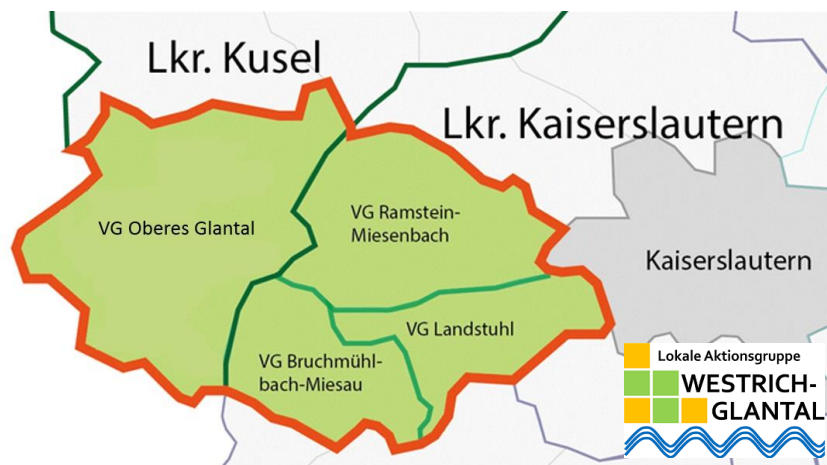 Lkr. Kusel
Lkr. Kaiserslautern
VG Oberes Glantal
VG Ramstein-
Miesenbach
Kaiserslautern
VG Landstuhl
VG Bruchmühl-
bach-Miesau
Lokale Aktionsgruppe
WESTRICH-
GLANTAL